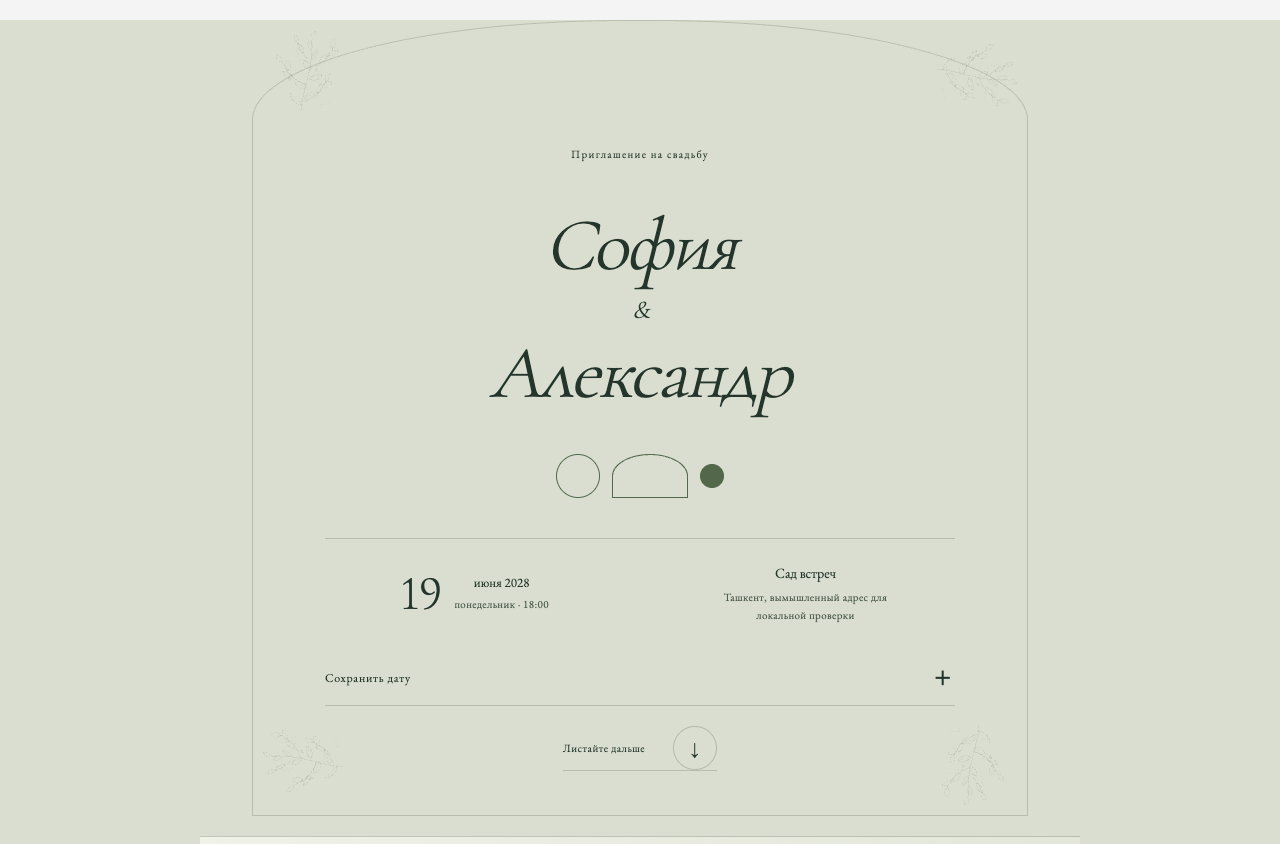 Приглашение на свадьбу
София
&
Александр
19
июня 2028
понедельник · 18:00
Сад встреч
Ташкент, вымышленный адрес для
локальной проверки
Сохранить дату
+
Листайте дальше
↓